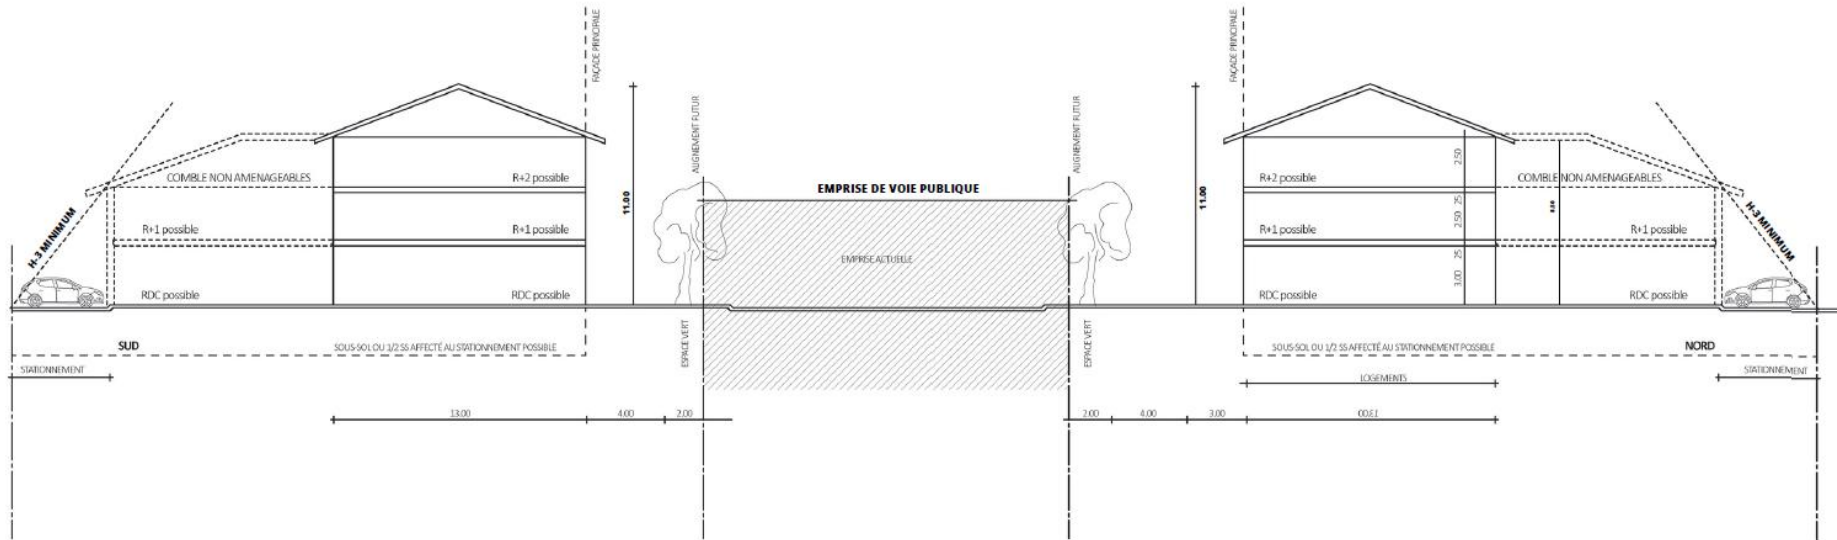 FAÇADE PRINCIPALE
FAÇADE PRINCIPALE
AUGNEMENT FUTUR
AUGNEMENT FUTUR
COMBLE NON AMENAGEABLES
R+2 possible
11.00
EMPRISE DE VOIE PUBLIQUE
11.00
R+2 possible
2.50
COMBLE NON AMENAGEABLES
H-3 MINIMUM
R+1 possible
R+1 possible
EMPRISE ACTUELLE
R+1 possible
25
2.50
R+1 possible
H-3 MINIMUM
RDC possible
RDC possible
RDC possible
25
3.00
RDC possible
SUD
SOUS-SOL OU 1/2 SS AFFECTÉ AU STATIONNEMENT POSSIBLE
ESPACE VERT
ESPACE VERT
SOUS-SOL OU 1/2 SS AFFECTÉ AU STATIONNEMENT POSSIBLE
NORD
STATIONNEMENT
LOGEMENTS
STATIONNEMENT
13.00
4.00
2.00
2.00
4.00
3.00
13.00